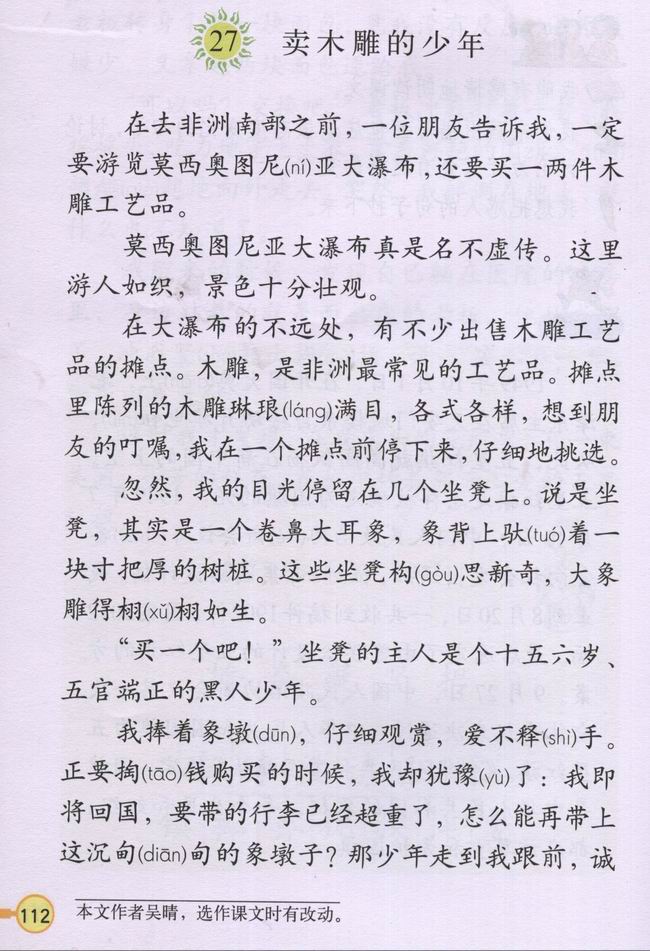 27 卖木雕的少年
在去非洲南部之前，一位朋友告诉我，一定
要游览莫西奥图尼(ní)亚大瀑布，还要买一两件木
雕工艺品。
莫西奥图尼亚大瀑布真是名不虚传。这里
游人如织，景色十分壮观。
在大瀑布的不远处，有不少出售木雕工艺
品的摊点。木雕，是非洲最常见的工艺品。摊点
里陈列的木雕琳琅(láng)满目，各式各样，想到朋
友的叮嘱，我在一个摊点前停下来，仔细地挑选。
忽然，我的目光停留在几个坐凳上。说是坐
凳，其实是一个卷鼻大耳象，象背上驮(tuó)着一
块寸把厚的树桩。这些坐凳构(gòu)思新奇，大象
雕得栩(xǔ)栩如生。
“买一个吧！”坐凳的主人是个十五六岁、
五官端正的黑人少年。
我捧着象墩(dūn)，仔细观赏，爱不释(shì)手。
正要掏(tāo)钱购买的时候，我却犹豫(yù)了：我即
将回国，要带的行李已经超重了，怎么能再带上
这沉甸(diān)甸的象墩子？那少年走到我跟前，诚
本文作者吴晴，选作课文时有改动。
112